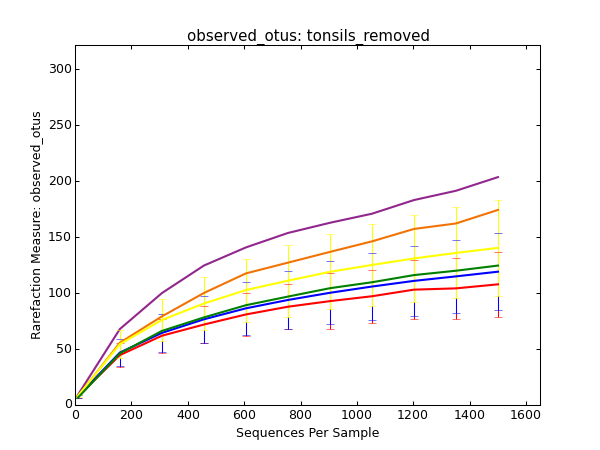 observed_otus: tonsils_removed
Rarefaction Measure: observed_otus
300
250
200
150
100
50
0
0 200 400 600 800 1000 1200 1400 1600
Sequences Per Sample